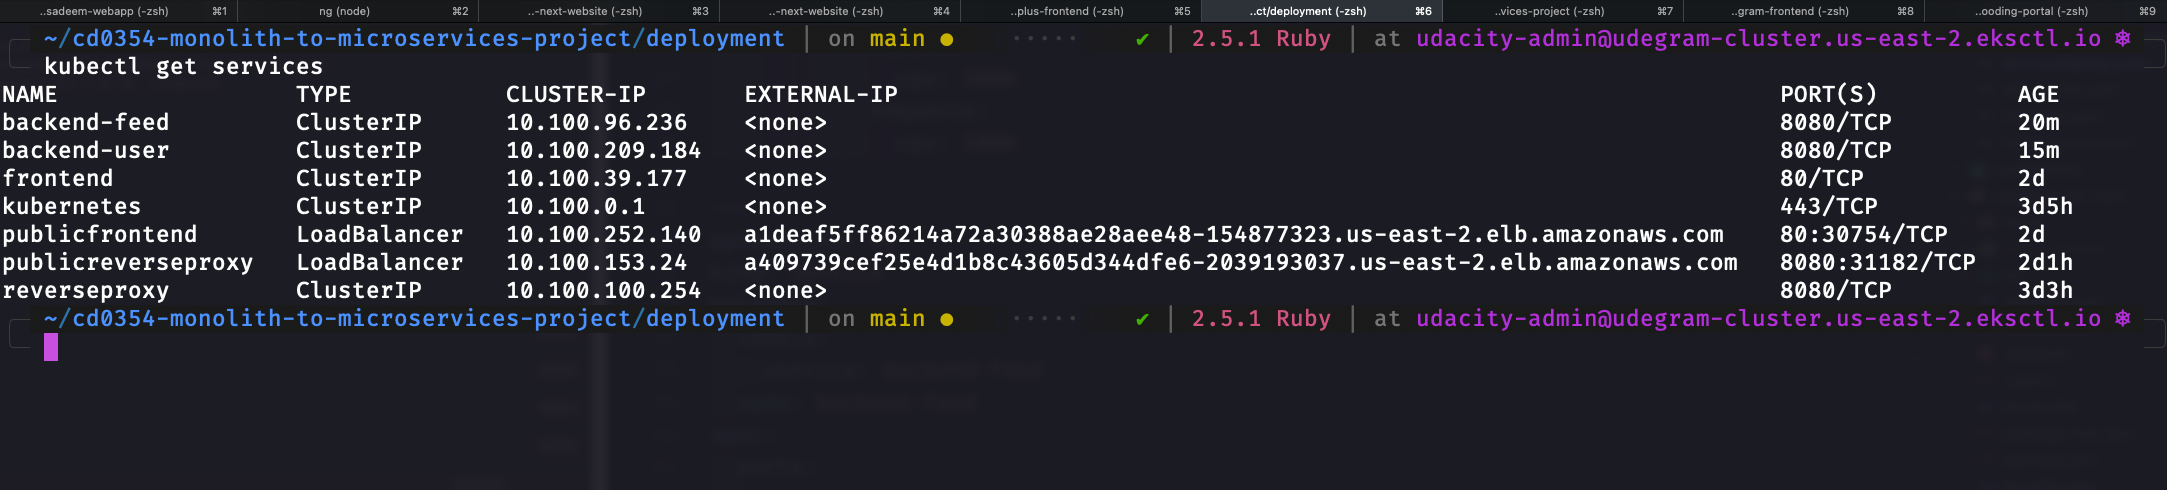 ..sadeem-webapp (-zsh) ⌘1 ng (node) ⌘2 ..-next-website (-zsh) ⌘3 ..-next-website (-zsh) ⌘4 ..plus-frontend (-zsh) ⌘5 ..ct/deployment (-zsh) ⌘6 ..vices-project (-zsh) ⌘7 ..gram-frontend (-zsh) ⌘8 ..ooding-portal (-zsh) ⌘9
~/cd0354-monolith-to-microservices-project/deployment | on main ● ····· ✔ | 2.5.1 Ruby | at udacity-admin@udegram-cluster.us-east-2.eksctl.io ⎈
kubectl get services
NAME TYPE CLUSTER-IP EXTERNAL-IP PORT(S) AGE
backend-feed ClusterIP 10.100.96.236 <none> 8080/TCP 20m
backend-user ClusterIP 10.100.209.184 <none> 8080/TCP 15m
frontend ClusterIP 10.100.39.177 <none> 80/TCP 2d
kubernetes ClusterIP 10.100.0.1 <none> 443/TCP 3d5h
publicfrontend LoadBalancer 10.100.252.140 a1deaf5ff86214a72a30388ae28aee48-154877323.us-east-2.elb.amazonaws.com 80:30754/TCP 2d
publicreverseproxy LoadBalancer 10.100.153.24 a409739cef25e4d1b8c43605d344dfe6-2039193037.us-east-2.elb.amazonaws.com 8080:31182/TCP 2d1h
reverseproxy ClusterIP 10.100.100.254 <none> 8080/TCP 3d3h
~/cd0354-monolith-to-microservices-project/deployment | on main ● ····· ✔ | 2.5.1 Ruby | at udacity-admin@udegram-cluster.us-east-2.eksctl.io ⎈